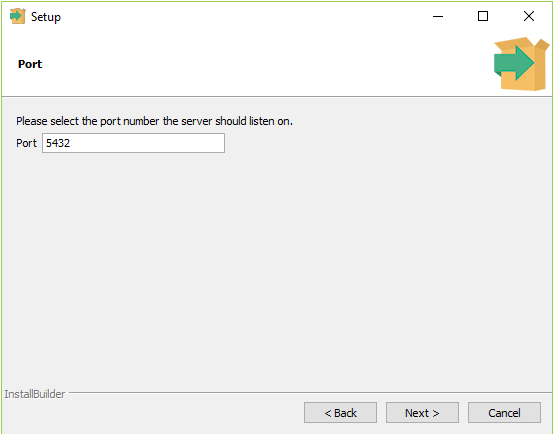 Setup
Port
Please select the port number the server should listen on.
Port 5432
InstallBuilder
< Back Next > Cancel